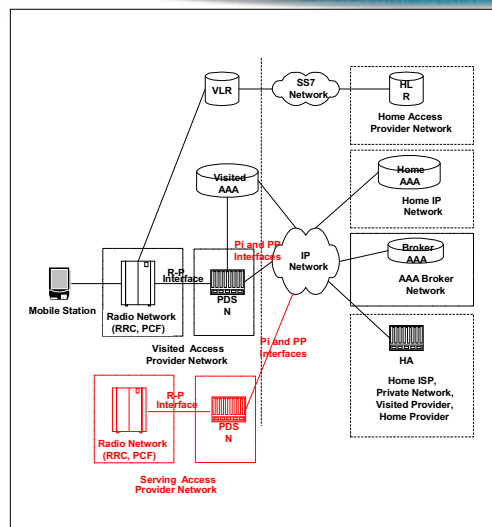 VLR
SS7
Network
HL
R
Home Access
Provider Network
Visited
AAA
Home
AAA
Home IP
Network
Pi and PP
Interfaces
IP
Network
Broker
AAA
AAA Broker
Network
R-P
Interface
Mobile Station
Radio Network
(RRC, PCF)
PDS
N
Visited Access
Provider Network
Pi and PP
Interfaces
HA
Home ISP,
Private Network,
Visited Provider,
Home Provider
R-P
Interface
Radio Network
(RRC, PCF)
PDS
N
Serving Access
Provider Network